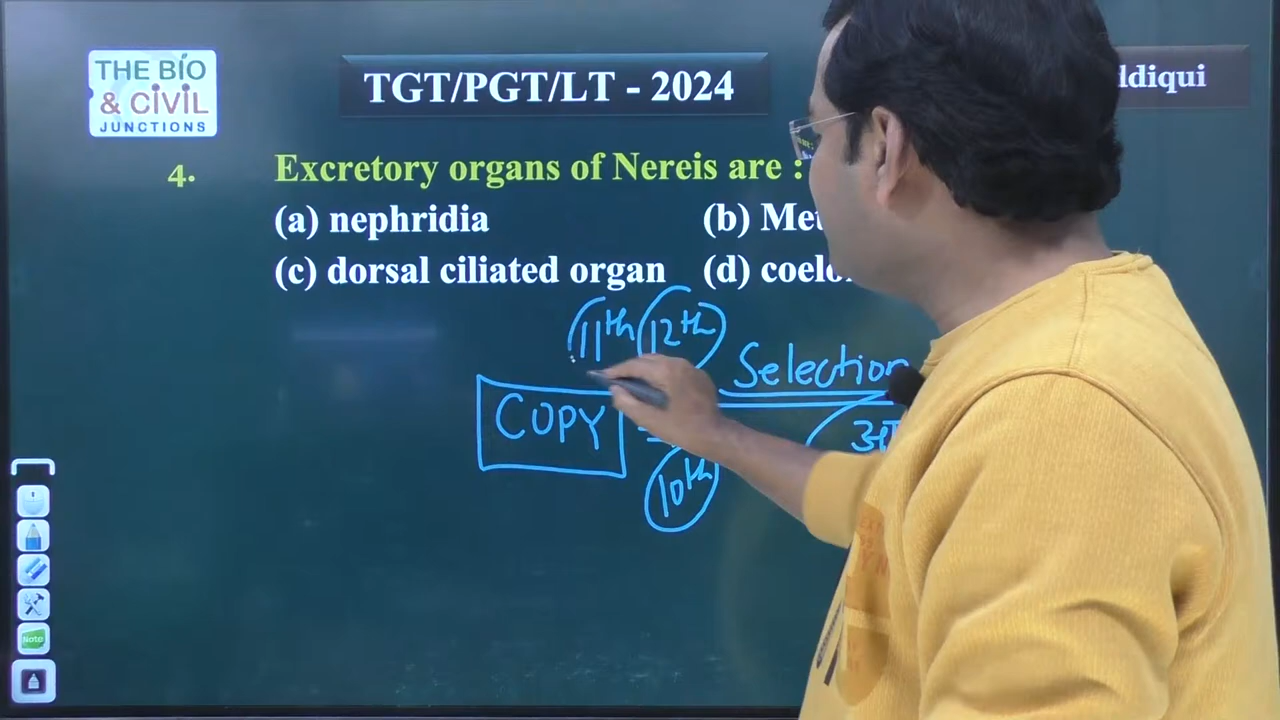 THE BIO
& CIVIL
JUNCTIONS
TGT/PGT/LT - 2024
4. Excretory organs of Nereis are :
(a) nephridia (b)
(c) dorsal ciliated organ (d)
11th 12th
Selection
COPY
10th
Note